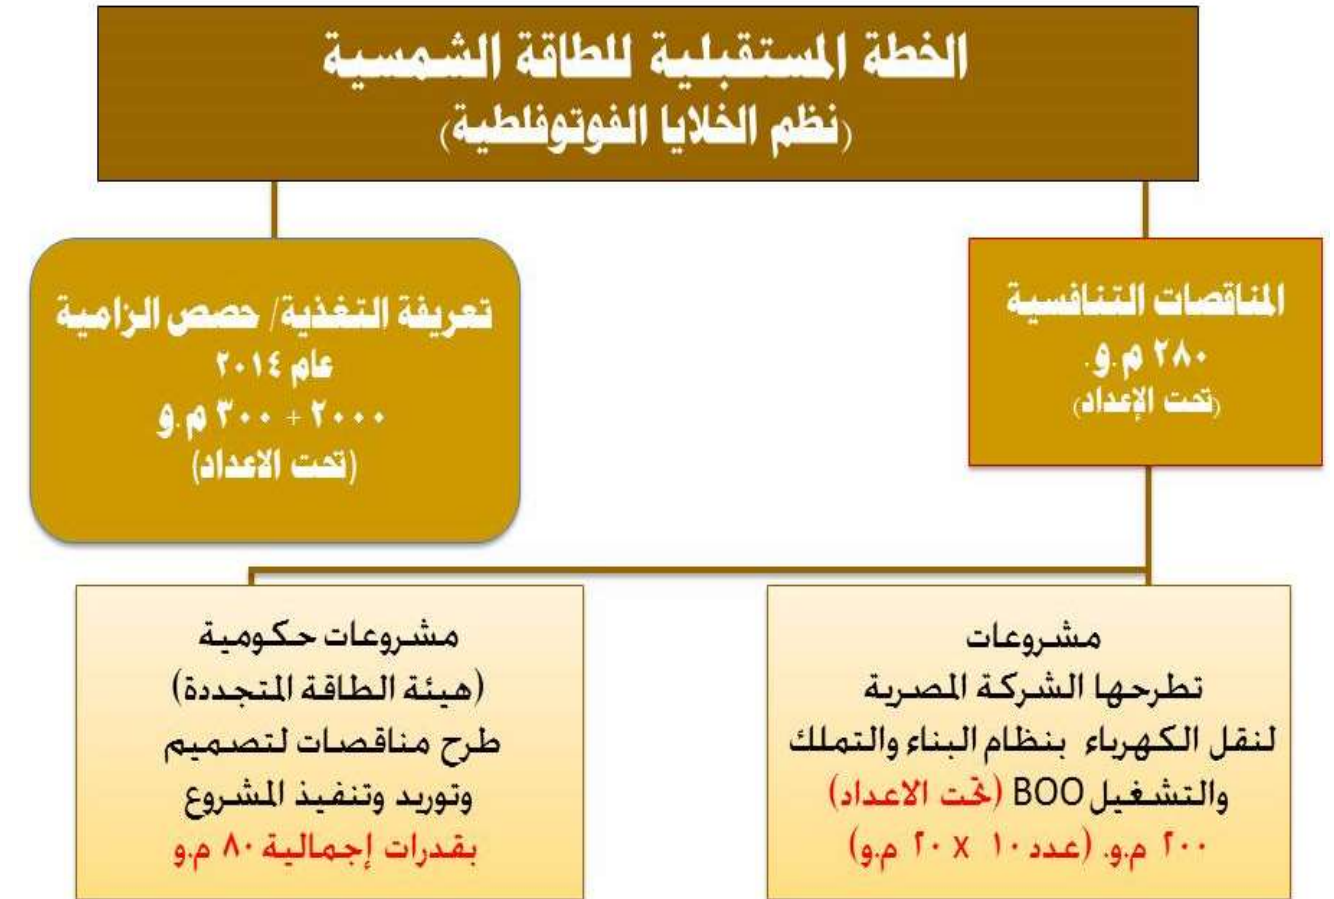 الخطة المستقبلية للطاقة الشمسية
(نظم الخلايا الفوتوفلطية)
المناقصات التنافسية
٢٨٠ م.و.
(تحت الإعداد)
تعريفة التغذية/ حصص الزامية
عام ٢٠١٤
٢٠٠٠ + ٣٠٠ م.و
(تحت الاعداد)
مشروعات
تطرحها الشركة المصرية
لنقل الكهرباء بنظام البناء والتملك
والتشغيل BOO (تحت الاعداد)
٢٠٠ م.و. (عدد ١٠ x ٢٠ م.و)
مشروعات حكومية
(هيئة الطاقة المتجددة)
طرح مناقصات لتصميم
وتوريد وتنفيذ المشروع
بقدرات إجمالية ٨٠ م.و